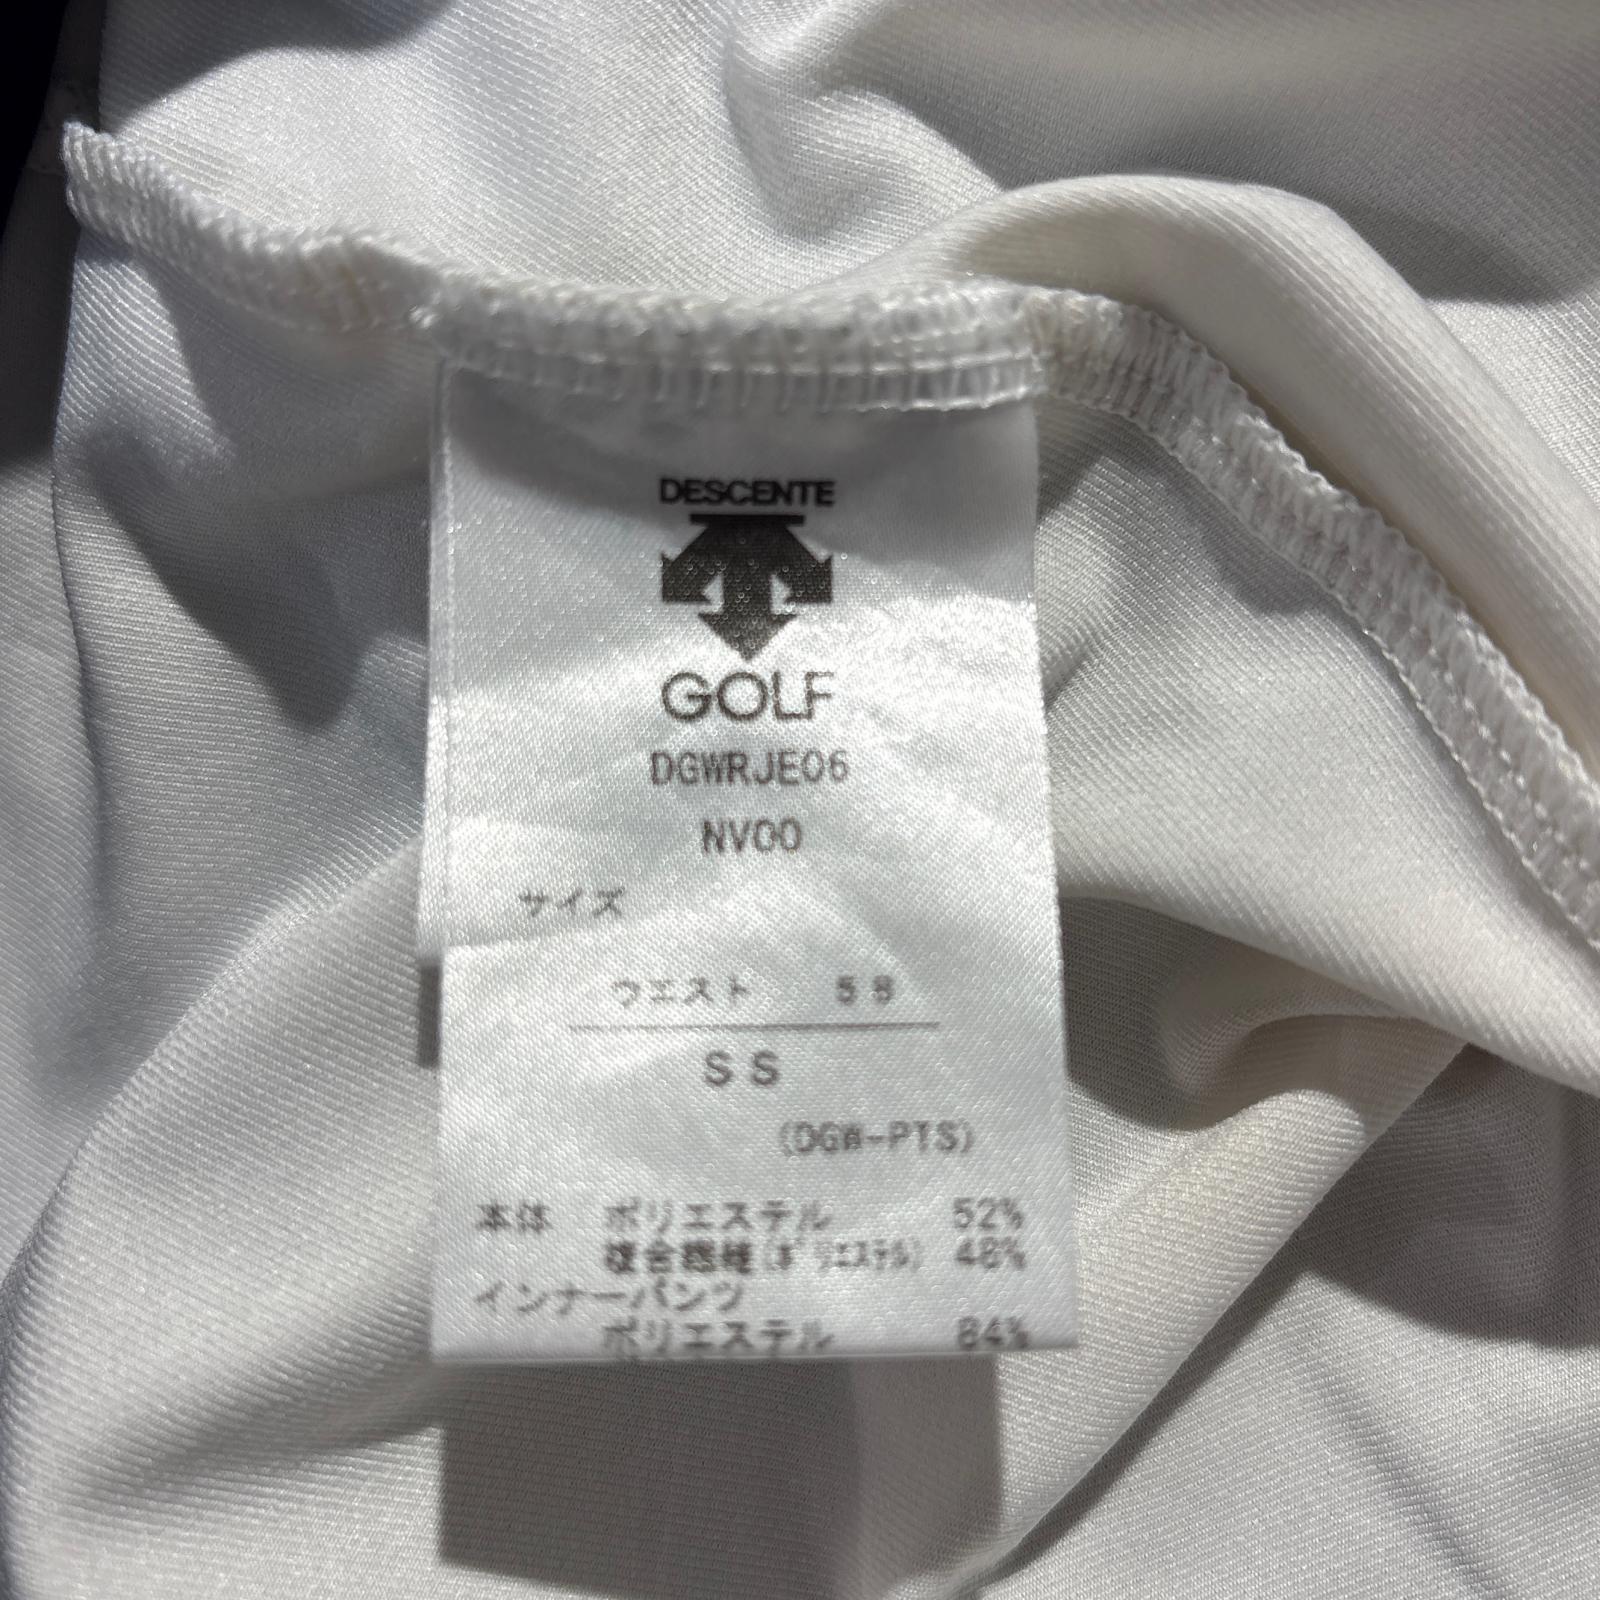 DESCENTE
GOLF
DGWRJE06
NV00
サイズ
ウエスト 58
SS
(DGW-PTS)
本体 ポリエステル 52%
複合繊維(ポリエステル) 48%
インナーパンツ
ポリエステル 84%